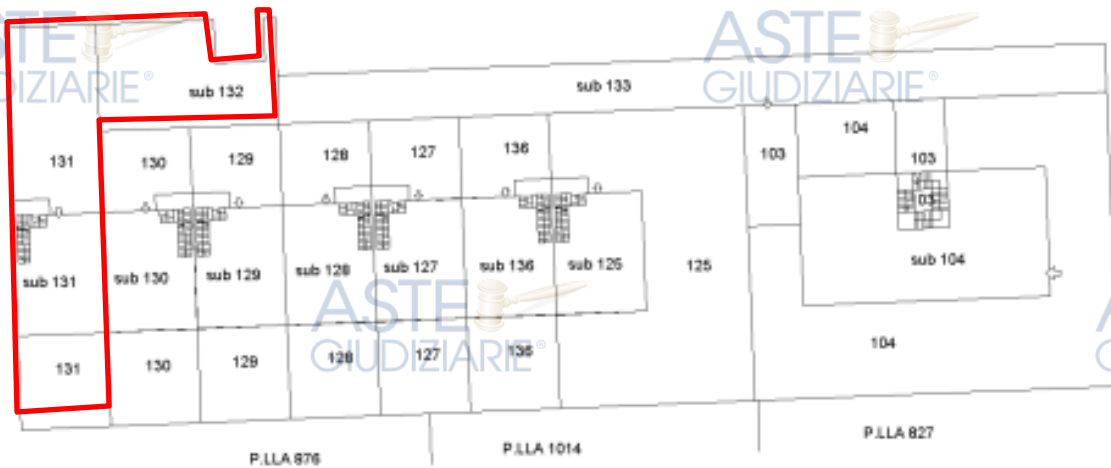 ASTE
GIUDIZIARIE®
ASTE
GIUDIZIARIE®
sub 132
sub 133
131
130
129
128
127
136
103
104
103
03
sub 131
sub 130
sub 129
sub 128
sub 127
sub 136
sub 125
125
sub 104
ASTE
GIUDIZIARIE®
131
130
129
128
127
136
104
P.LLA 876
P.LLA 1014
P.LLA 827